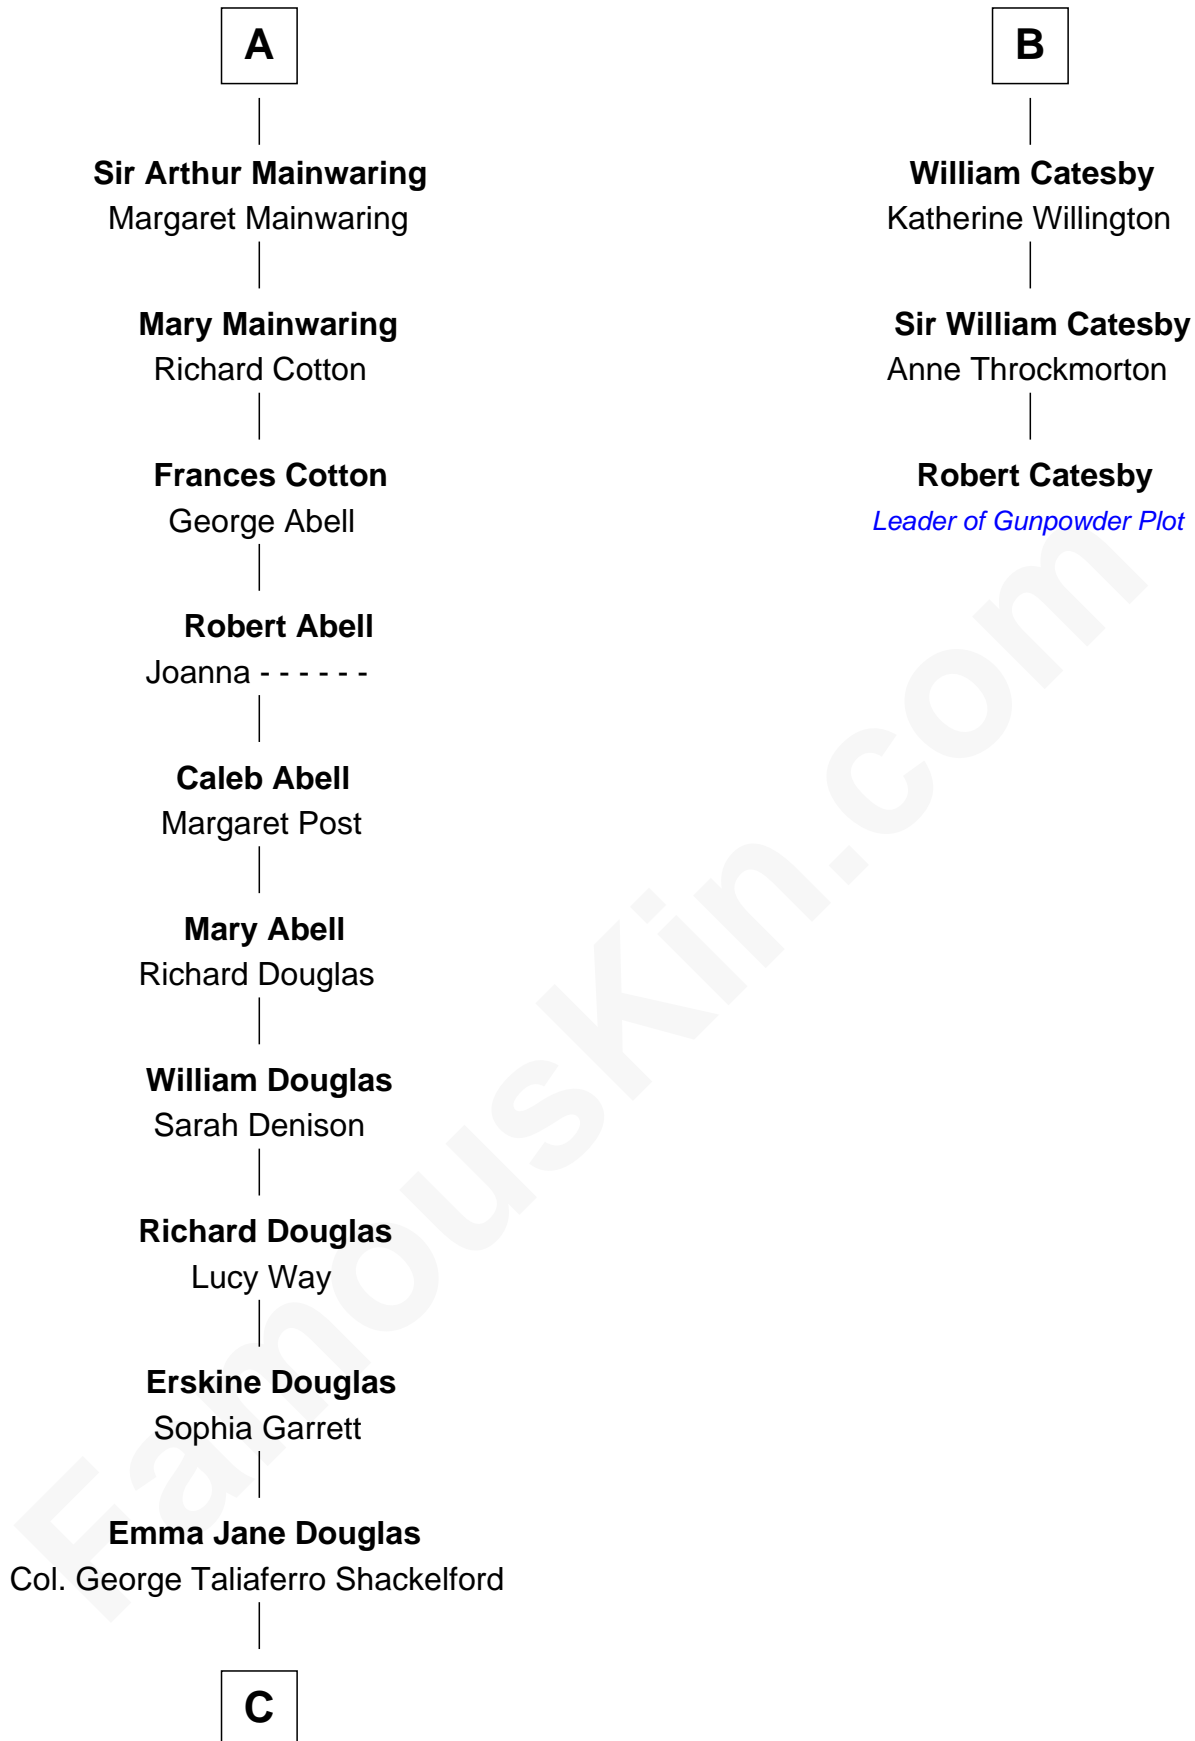 A
Sir Arthur Mainwaring
Margaret Mainwaring
Mary Mainwaring
Richard Cotton
Frances Cotton
George Abell
Robert Abell
Joanna - - - - - -
Caleb Abell
Margaret Post
Mary Abell
Richard Douglas
William Douglas
Sarah Denison
Richard Douglas
Lucy Way
Erskine Douglas
Sophia Garrett
Emma Jane Douglas
Col. George Taliaferro Shackelford
C
B
William Catesby
Katherine Willington
Sir William Catesby
Anne Throckmorton
Robert Catesby
Leader of Gunpowder Plot
FamousKin.com